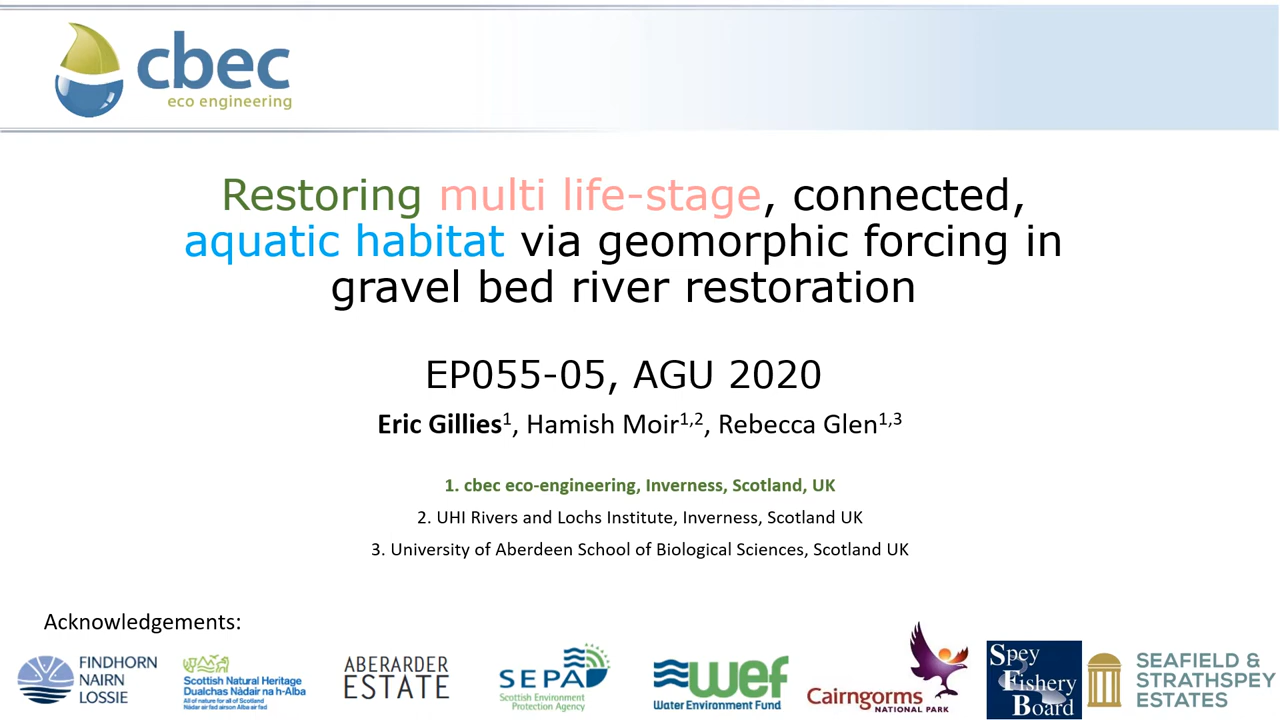 cbec
eco engineering
Restoring multi life-stage, connected,
aquatic habitat via geomorphic forcing in
gravel bed river restoration
EP055-05, AGU 2020
Eric Gillies1, Hamish Moir1,2, Rebecca Glen1,3
1. cbec eco-engineering, Inverness, Scotland, UK
2. UHI Rivers and Lochs Institute, Inverness, Scotland UK
3. University of Aberdeen School of Biological Sciences, Scotland UK
Acknowledgements:
FINDHORN
NAIRN
LOSSIE
Scottish Natural Heritage
Dualchas Nàdair na h-Alba
All of nature for all of Scotland
Nàdar air fad airson Alba air fad
ABERARDER
ESTATE
SEPA
Scottish Environment
Protection Agency
wef
Water Environment Fund
Cairngorms
NATIONAL PARK
Spey
Fishery
Board
SEAFIELD &
STRATHSPEY
ESTATES